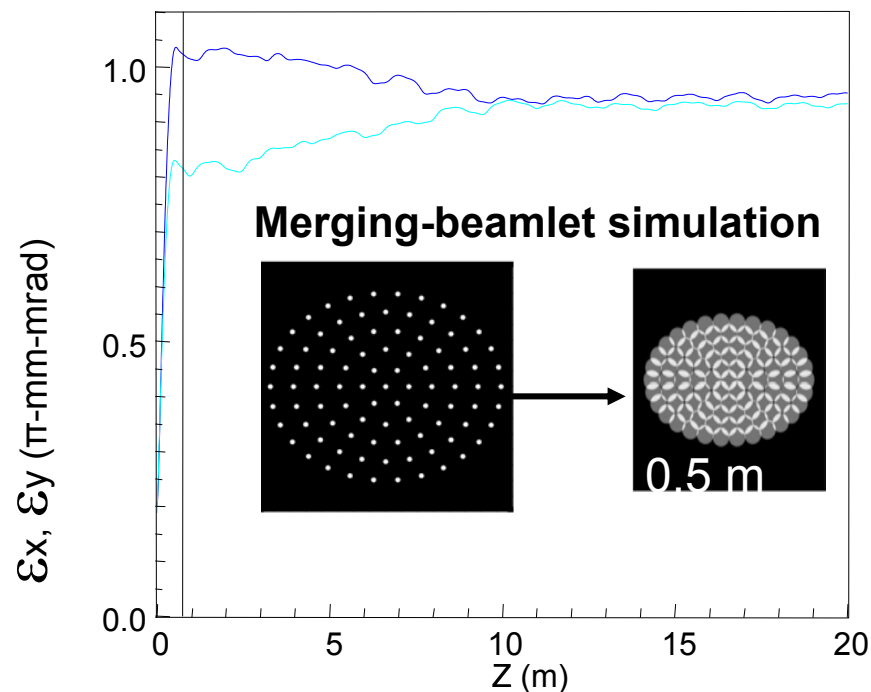 1.0
0.5
0.0
εx, εy (π-mm-mrad)
Merging-beamlet simulation
0.5 m
0 5 10 15 20
Z (m)